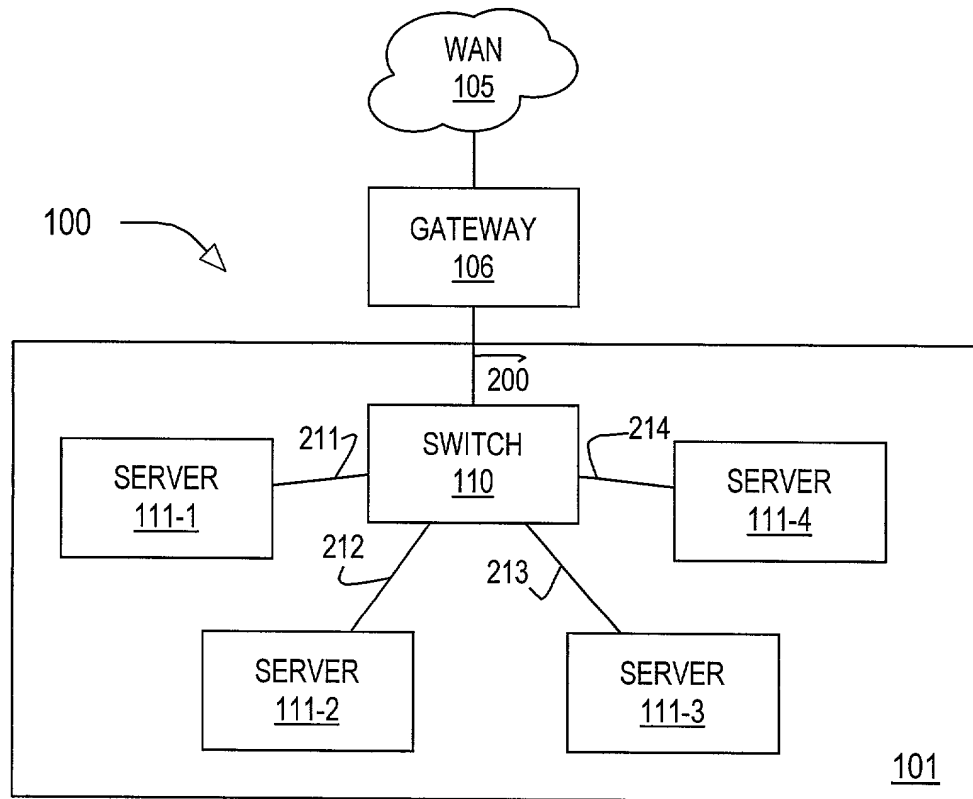 WAN
105
100
GATEWAY
106
200
211
SWITCH
110
214
SERVER
111-1
SERVER
111-4
212
213
SERVER
111-2
SERVER
111-3
101